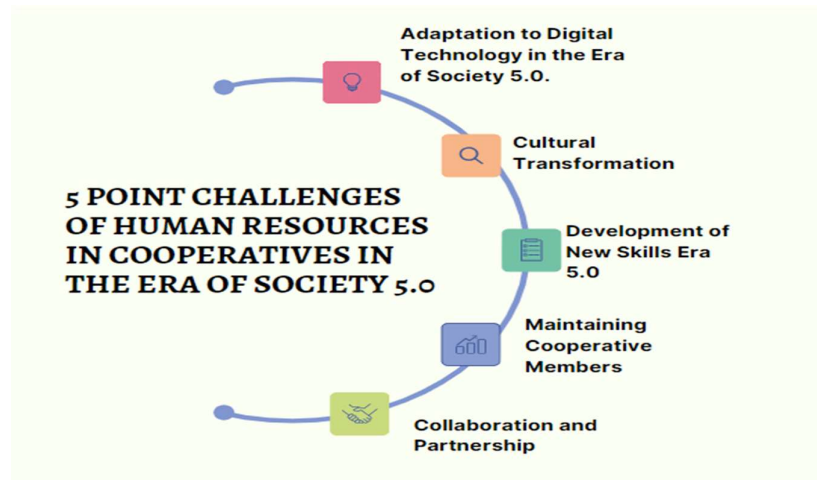 Adaptation to Digital
Technology in the Era
of Society 5.0.
Cultural
Transformation
5 POINT CHALLENGES
OF HUMAN RESOURCES
IN COOPERATIVES IN
THE ERA OF SOCIETY 5.0
Development of
New Skills Era
5.0
Maintaining
Cooperative
Members
Collaboration and
Partnership